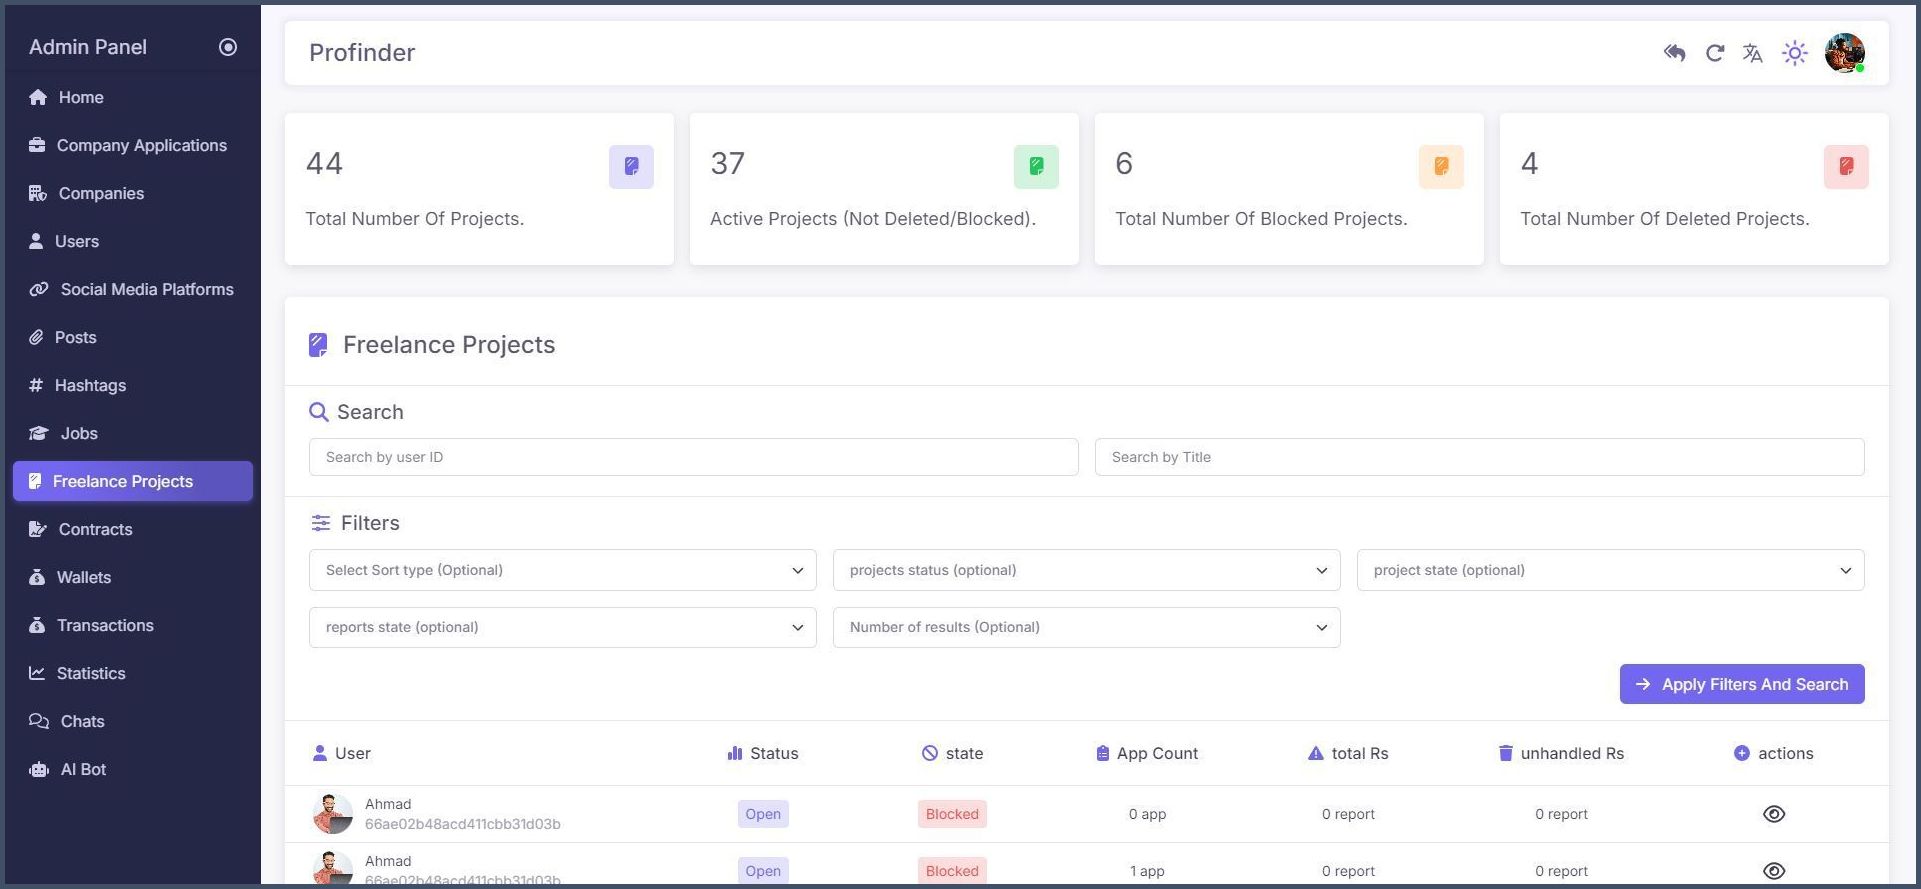 Admin Panel
Home
Company Applications
Companies
Users
Social Media Platforms
Posts
Hashtags
Jobs
Freelance Projects
Contracts
Wallets
Transactions
Statistics
Chats
AI Bot
Profinder
44
Total Number Of Projects.
37
Active Projects (Not Deleted/Blocked).
6
Total Number Of Blocked Projects.
4
Total Number Of Deleted Projects.
Freelance Projects
Search
Search by user ID
Search by Title
Filters
Select Sort type (Optional)
projects status (optional)
project state (optional)
reports state (optional)
Number of results (Optional)
Apply Filters And Search
User Status state App Count total Rs unhandled Rs actions
Ahmad
66ae02b48acd411cbb31d03b
Open Blocked 0 app 0 report 0 report
Ahmad
66ae02b48acd411cbb31d03b
Open Blocked 1 app 0 report 0 report